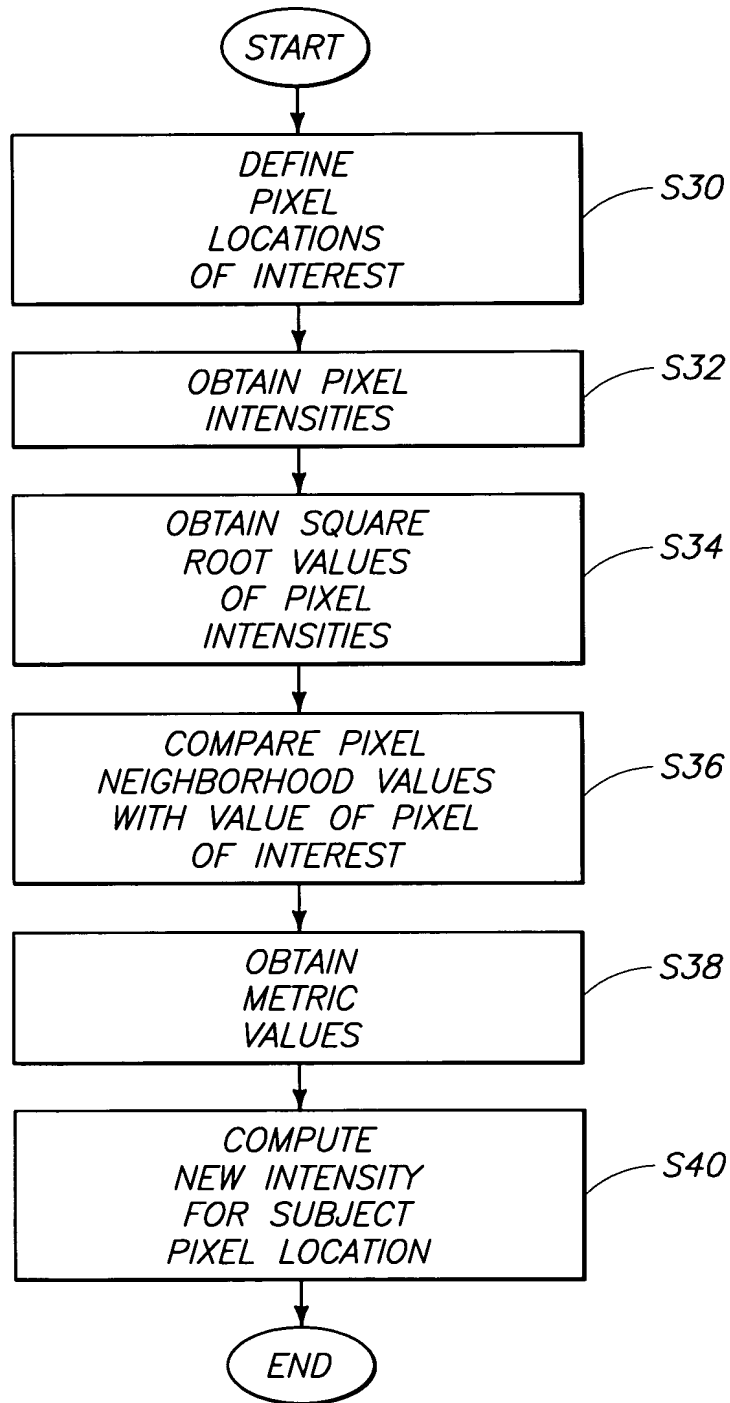 START
DEFINE
PIXEL
LOCATIONS
OF INTEREST
S30
OBTAIN PIXEL
INTENSITIES
S32
OBTAIN SQUARE
ROOT VALUES
OF PIXEL
INTENSITIES
S34
COMPARE PIXEL
NEIGHBORHOOD VALUES
WITH VALUE OF PIXEL
OF INTEREST
S36
OBTAIN
METRIC
VALUES
S38
COMPUTE
NEW INTENSITY
FOR SUBJECT
PIXEL LOCATION
S40
END